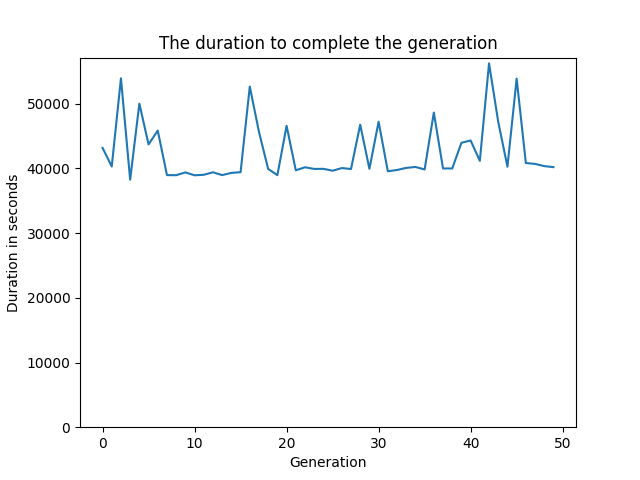 The duration to complete the generation
50000
40000
30000
20000
10000
0
Duration in seconds
0 10 20 30 40 50
Generation